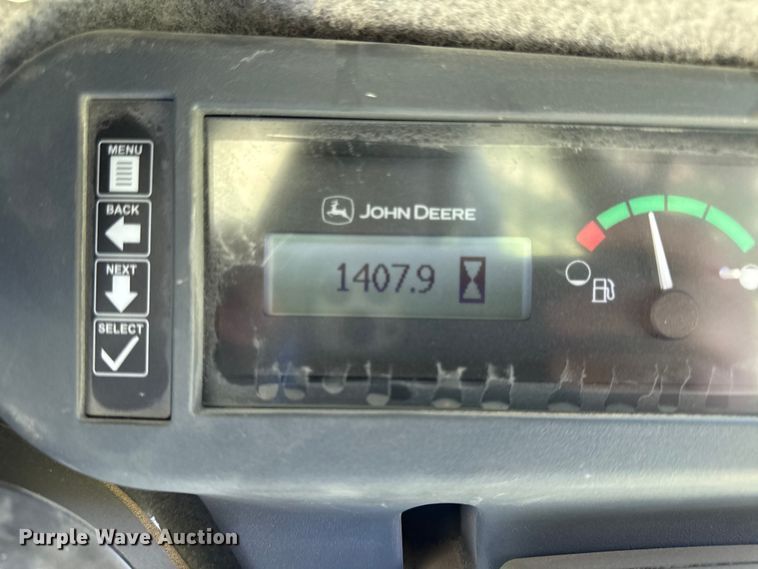 MENU
BACK
NEXT
SELECT
JOHN DEERE
1407.9
Purple Wave Auction